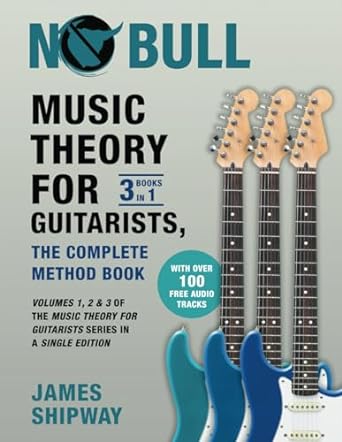 NO BULL
MUSIC
THEORY
FOR 3 BOOKS IN 1
GUITARISTS,
THE COMPLETE
METHOD BOOK
WITH OVER
100
FREE AUDIO
TRACKS
VOLUMES 1, 2 & 3 OF
THE MUSIC THEORY FOR
GUITARISTS SERIES IN
A SINGLE EDITION
JAMES
SHIPWAY